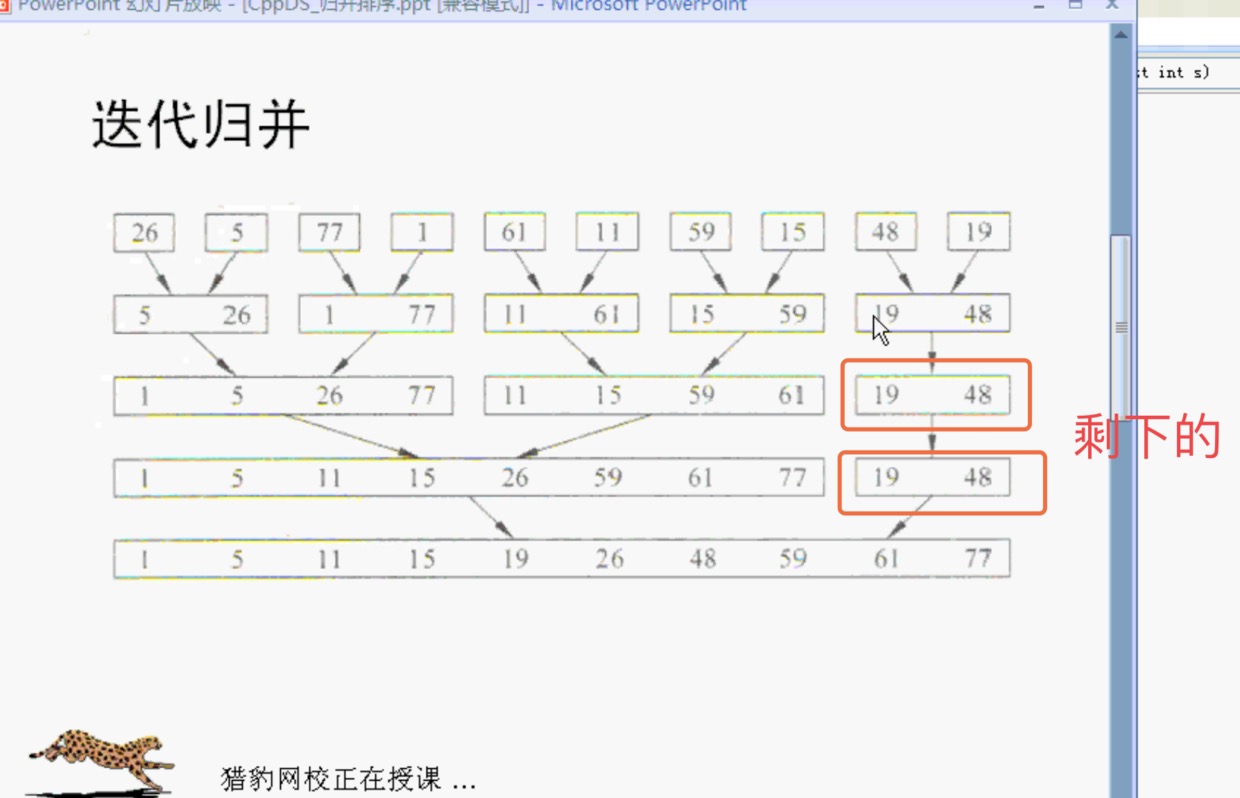 PowerPoint 幻灯片放映 - [CppDS_归并排序.ppt [兼容模式]] - Microsoft PowerPoint
st int s)
迭代归并
26 5 77 1 61 11 59 15 48 19
5 26 1 77 11 61 15 59 19 48
1 5 26 77 11 15 59 61 19 48
剩下的
1 5 11 15 26 59 61 77 19 48
1 5 11 15 19 26 48 59 61 77
猎豹网校正在授课 ...